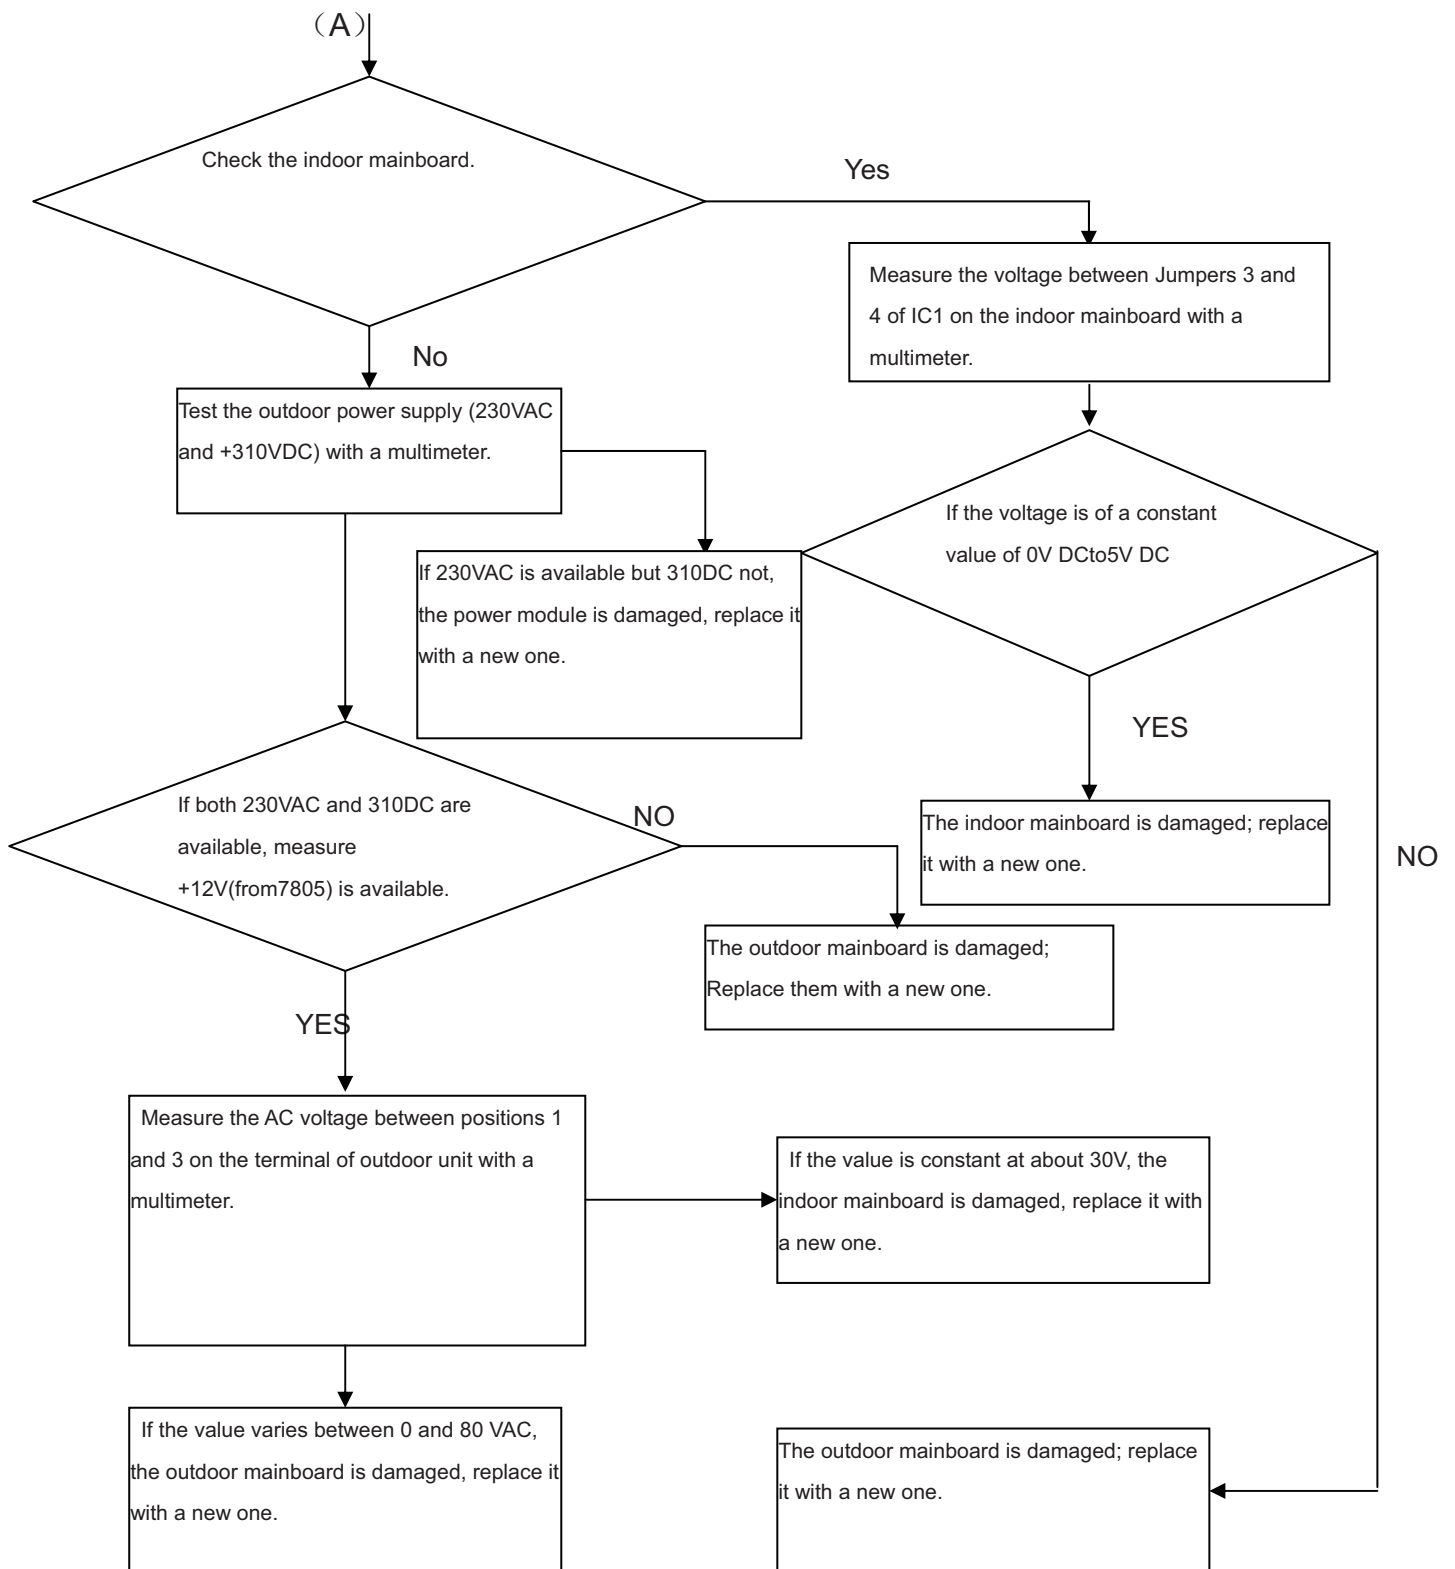 （A）
Check the indoor mainboard.
Yes
Measure the voltage between Jumpers 3 and
4 of IC1 on the indoor mainboard with a
multimeter.
No
Test the outdoor power supply (230VAC
and +310VDC) with a multimeter.
If the voltage is of a constant
value of 0V DCto5V DC
If 230VAC is available but 310DC not,
the power module is damaged, replace it
with a new one.
YES
If both 230VAC and 310DC are
available, measure
+12V(from7805) is available.
NO
The indoor mainboard is damaged; replace
it with a new one.
NO
The outdoor mainboard is damaged;
Replace them with a new one.
YES
Measure the AC voltage between positions 1
and 3 on the terminal of outdoor unit with a
multimeter.
If the value is constant at about 30V, the
indoor mainboard is damaged, replace it with
a new one.
If the value varies between 0 and 80 VAC,
the outdoor mainboard is damaged, replace it
with a new one.
The outdoor mainboard is damaged; replace
it with a new one.